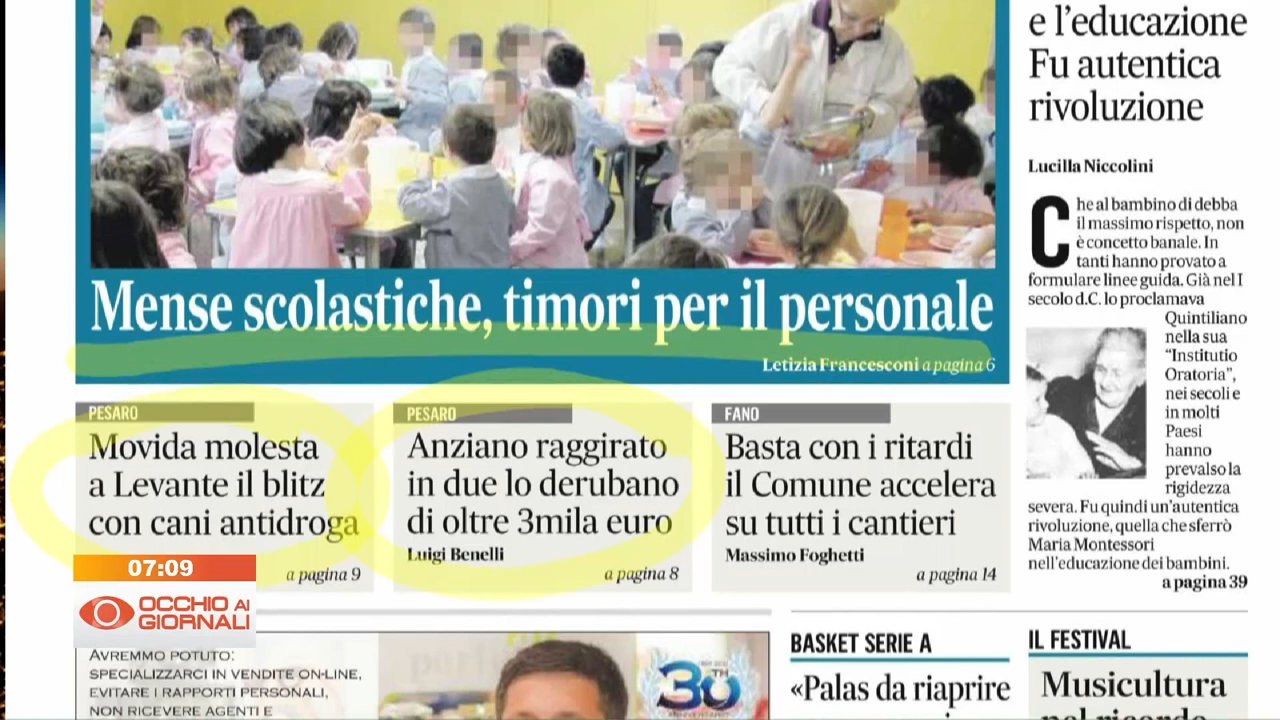 e l'educazione
Fu autentica
rivoluzione
Lucilla Niccolini
Che al bambino di debba
il massimo rispetto, non
è concetto banale. In
tanti hanno provato a
formulare linee guida. Già nel I
secolo d.C. lo proclamava
Quintiliano
nella sua
"Institutio
Oratoria",
nei secoli e
in molti
Paesi
hanno
prevalso la
rigidezza
severa. Fu quindi un'autentica
rivoluzione, quella che sferrò
Maria Montessori
nell'educazione dei bambini.
a pagina 39
Mense scolastiche, timori per il personale
Letizia Francesconi a pagina 6
PESARO
Movida molesta
a Levante il blitz
con cani antidroga
a pagina 9
PESARO
Anziano raggirato
in due lo derubano
di oltre 3mila euro
Luigi Benelli
a pagina 8
FANO
Basta con i ritardi
il Comune accelera
su tutti i cantieri
Massimo Foghetti
a pagina 14
07:09
OCCHIO AI
GIORNALI
AVREMMO POTUTO:
SPECIALIZZARCI IN VENDITE ON-LINE,
EVITARE I RAPPORTI PERSONALI,
NON RICEVERE AGENTI E
30TH
BASKET SERIE A
«Palas da riaprire
IL FESTIVAL
Musicultura
nel ricordo